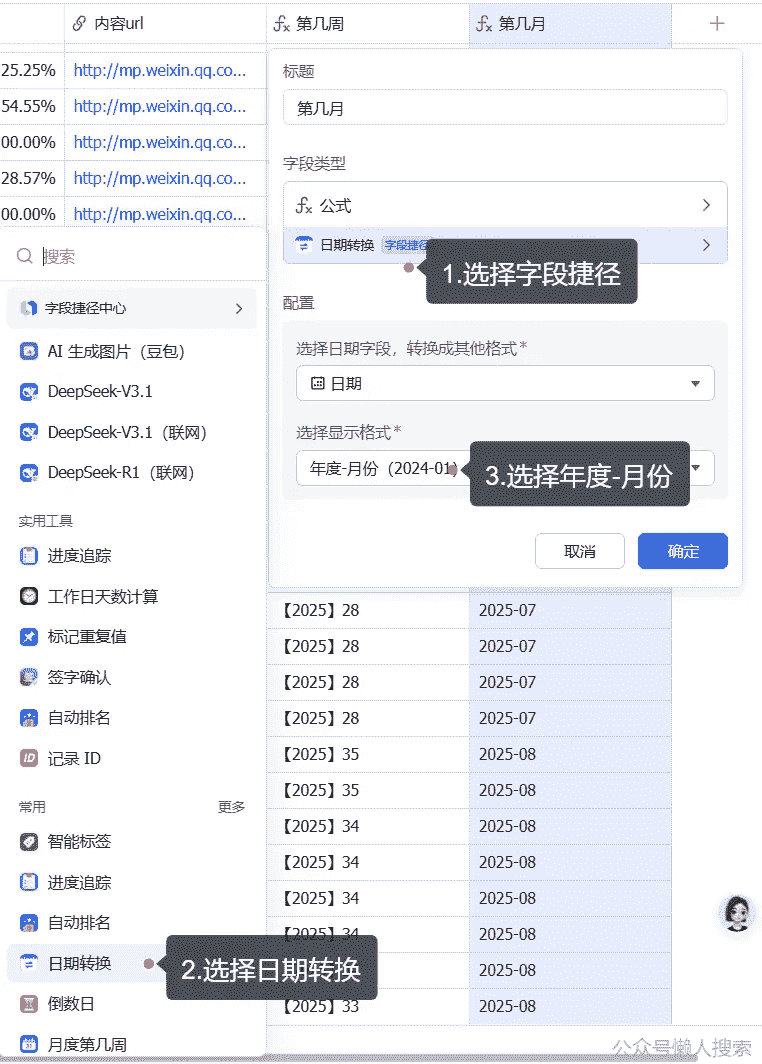 内容url
第几周
第几月
25.25% http://mp.weixin.qq.co...
54.55% http://mp.weixin.qq.co...
00.00% http://mp.weixin.qq.co...
28.57% http://mp.weixin.qq.co...
00.00% http://mp.weixin.qq.co...
标题
第几月
字段类型
公式
日期转换 字段捷径
1.选择字段捷径
配置
选择日期字段，转换成其他格式*
日期
选择显示格式*
年度-月份（2024-01）
3.选择年度-月份
取消
确定
搜索
字段捷径中心
AI 生成图片（豆包）
DeepSeek-V3.1
DeepSeek-V3.1（联网）
DeepSeek-R1（联网）
实用工具
进度追踪
工作日天数计算
标记重复值
签字确认
自动排名
记录 ID
常用 更多
智能标签
进度追踪
自动排名
日期转换
2.选择日期转换
倒数日
月度第几周
【2025】28 2025-07
【2025】28 2025-07
【2025】28 2025-07
【2025】28 2025-07
【2025】35 2025-08
【2025】35 2025-08
【2025】34 2025-08
【2025】34 2025-08
【2025】34 2025-08
【2025】34 2025-08
2025-08
【2025】33 2025-08
公众号懒人搜索